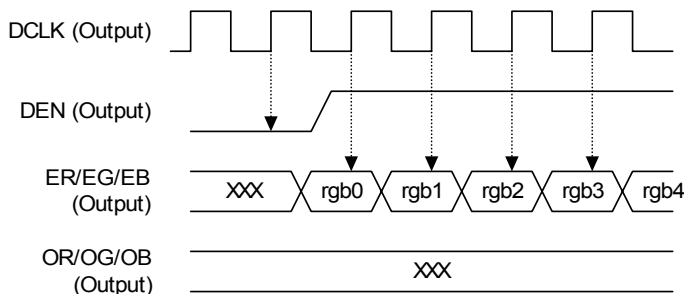 DCLK (Output)
DEN (Output)
ER/EG/EB
(Output)
XXX rgb0 rgb1 rgb2 rgb3 rgb4
OR/OG/OB
(Output)
XXX